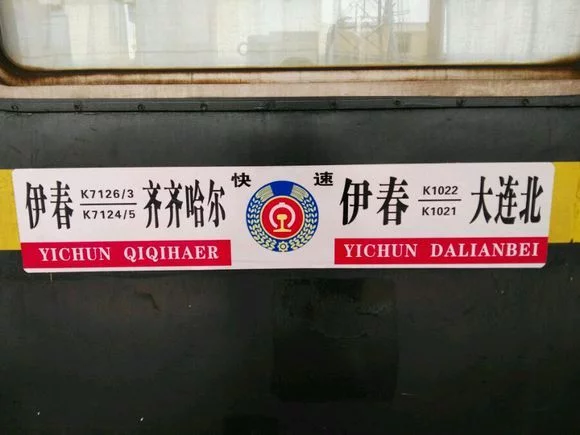 快 速
伊春 K7126/3 齐齐哈尔
K7124/5
YICHUN QIQIHAER
伊春 K1022 大连北
K1021
YICHUN DALIANBEI